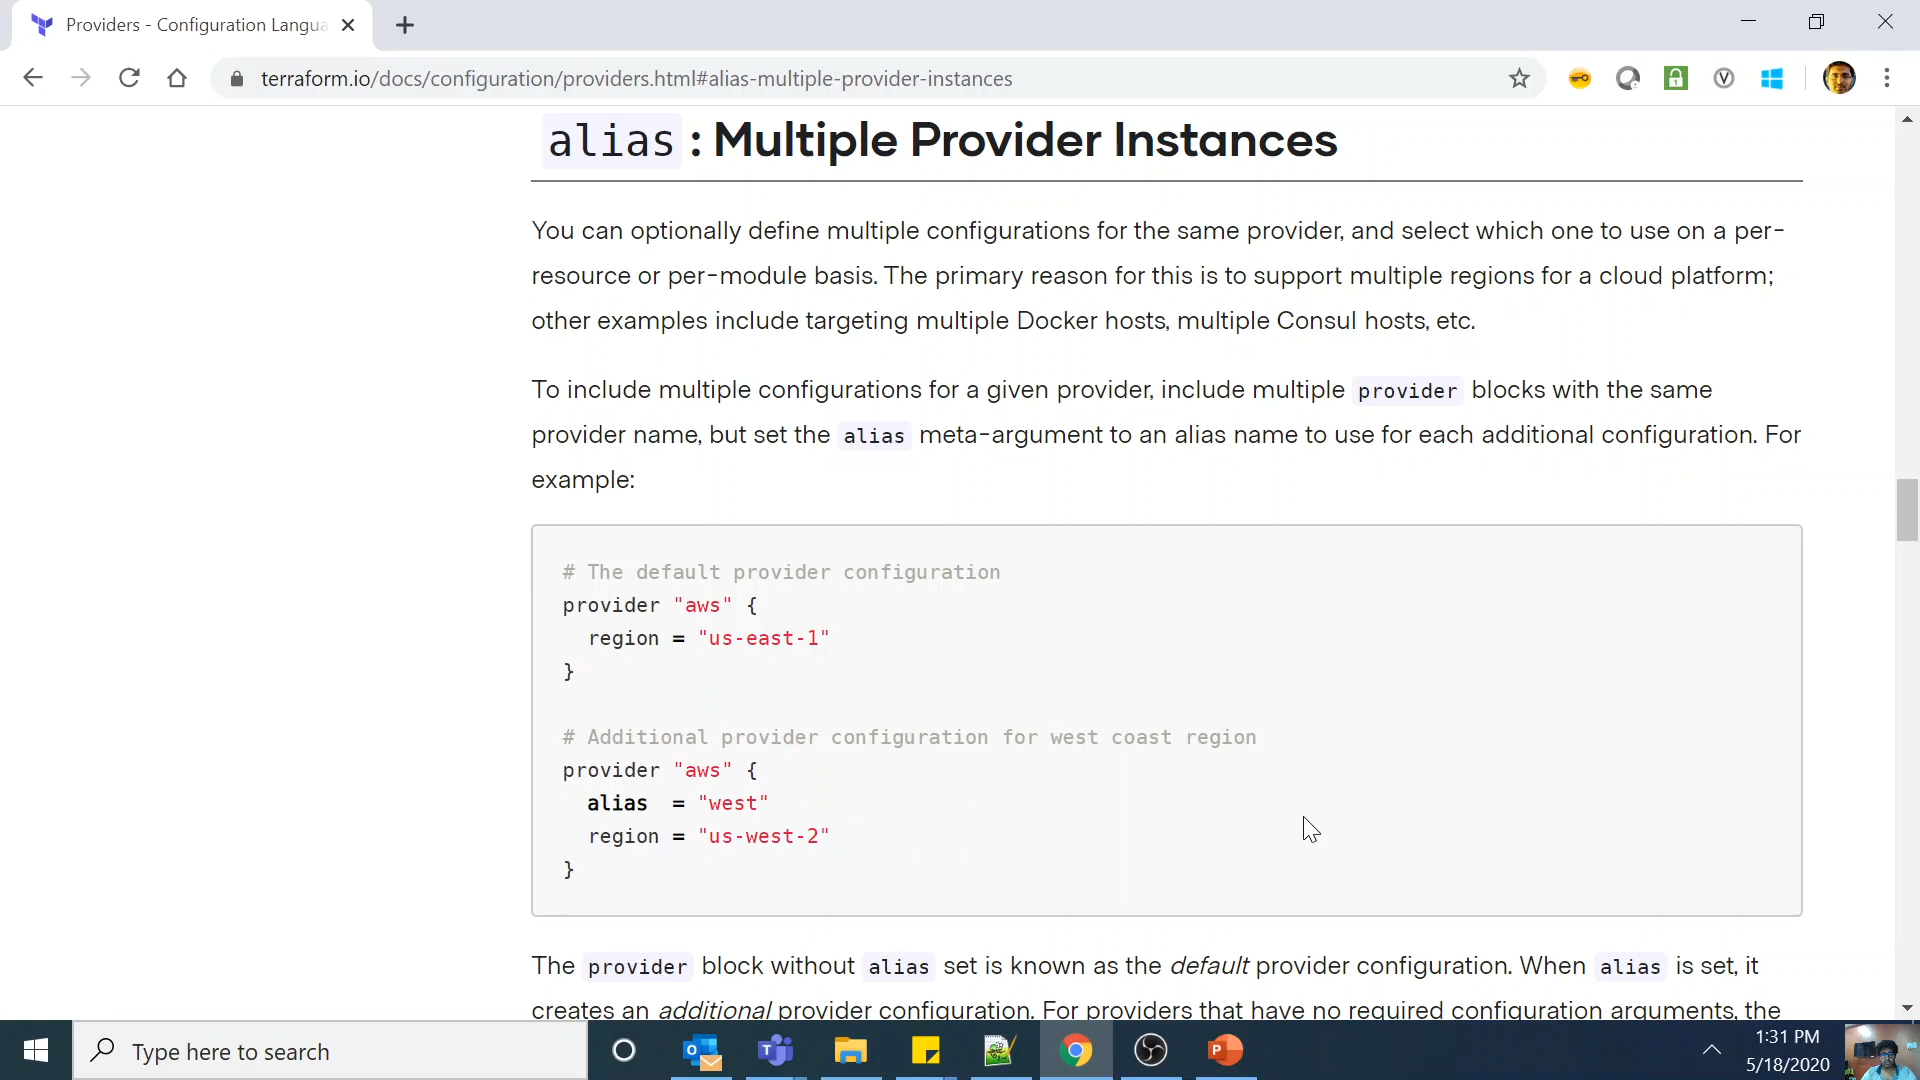 Providers - Configuration Langua
terraform.io/docs/configuration/providers.html#alias-multiple-provider-instances
alias : Multiple Provider Instances
You can optionally define multiple configurations for the same provider, and select which one to use on a per-
resource or per-module basis. The primary reason for this is to support multiple regions for a cloud platform;
other examples include targeting multiple Docker hosts, multiple Consul hosts, etc.
To include multiple configurations for a given provider, include multiple provider blocks with the same
provider name, but set the alias meta-argument to an alias name to use for each additional configuration. For
example:
# The default provider configuration
provider "aws" {
  region = "us-east-1"
}
# Additional provider configuration for west coast region
provider "aws" {
  alias  = "west"
  region = "us-west-2"
}
The provider block without alias set is known as the default provider configuration. When alias is set, it
creates an additional provider configuration. For providers that have no required configuration arguments, the
Type here to search
1:31 PM
5/18/2020